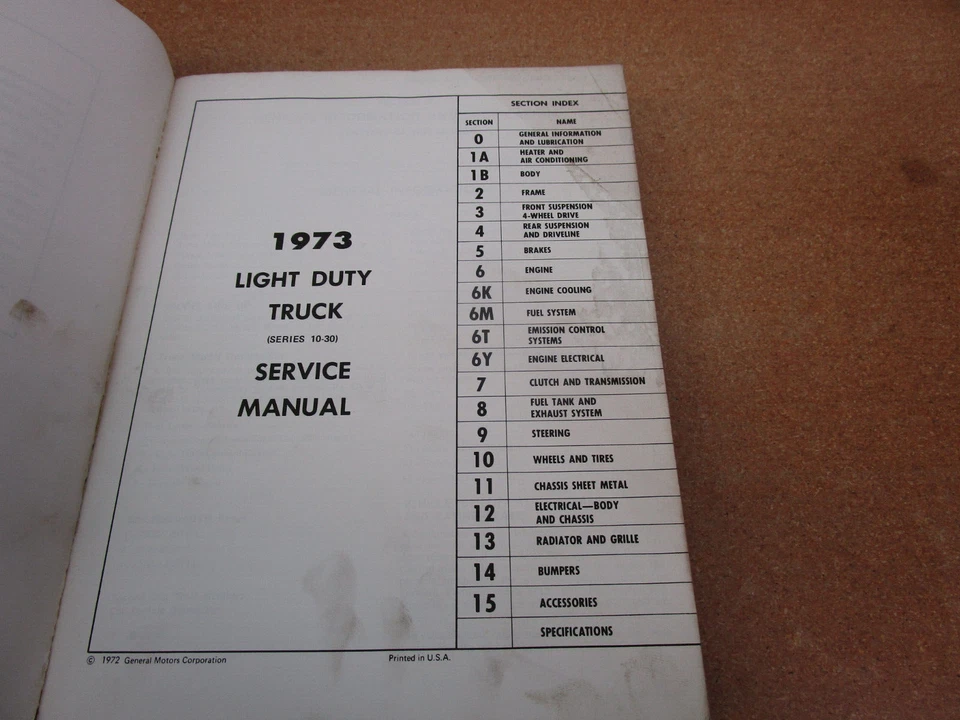 1973
LIGHT DUTY
TRUCK
(SERIES 10-30)
SERVICE
MANUAL
SECTION INDEX
SECTION NAME
0 GENERAL INFORMATION
AND LUBRICATION
1A HEATER AND
AIR CONDITIONING
1B BODY
2 FRAME
3 FRONT SUSPENSION
4-WHEEL DRIVE
4 REAR SUSPENSION
AND DRIVELINE
5 BRAKES
6 ENGINE
6K ENGINE COOLING
6M FUEL SYSTEM
6T EMISSION CONTROL
SYSTEMS
6Y ENGINE ELECTRICAL
7 CLUTCH AND TRANSMISSION
8 FUEL TANK AND
EXHAUST SYSTEM
9 STEERING
10 WHEELS AND TIRES
11 CHASSIS SHEET METAL
12 ELECTRICAL—BODY
AND CHASSIS
13 RADIATOR AND GRILLE
14 BUMPERS
15 ACCESSORIES
SPECIFICATIONS
© 1972 General Motors Corporation Printed in U.S.A.